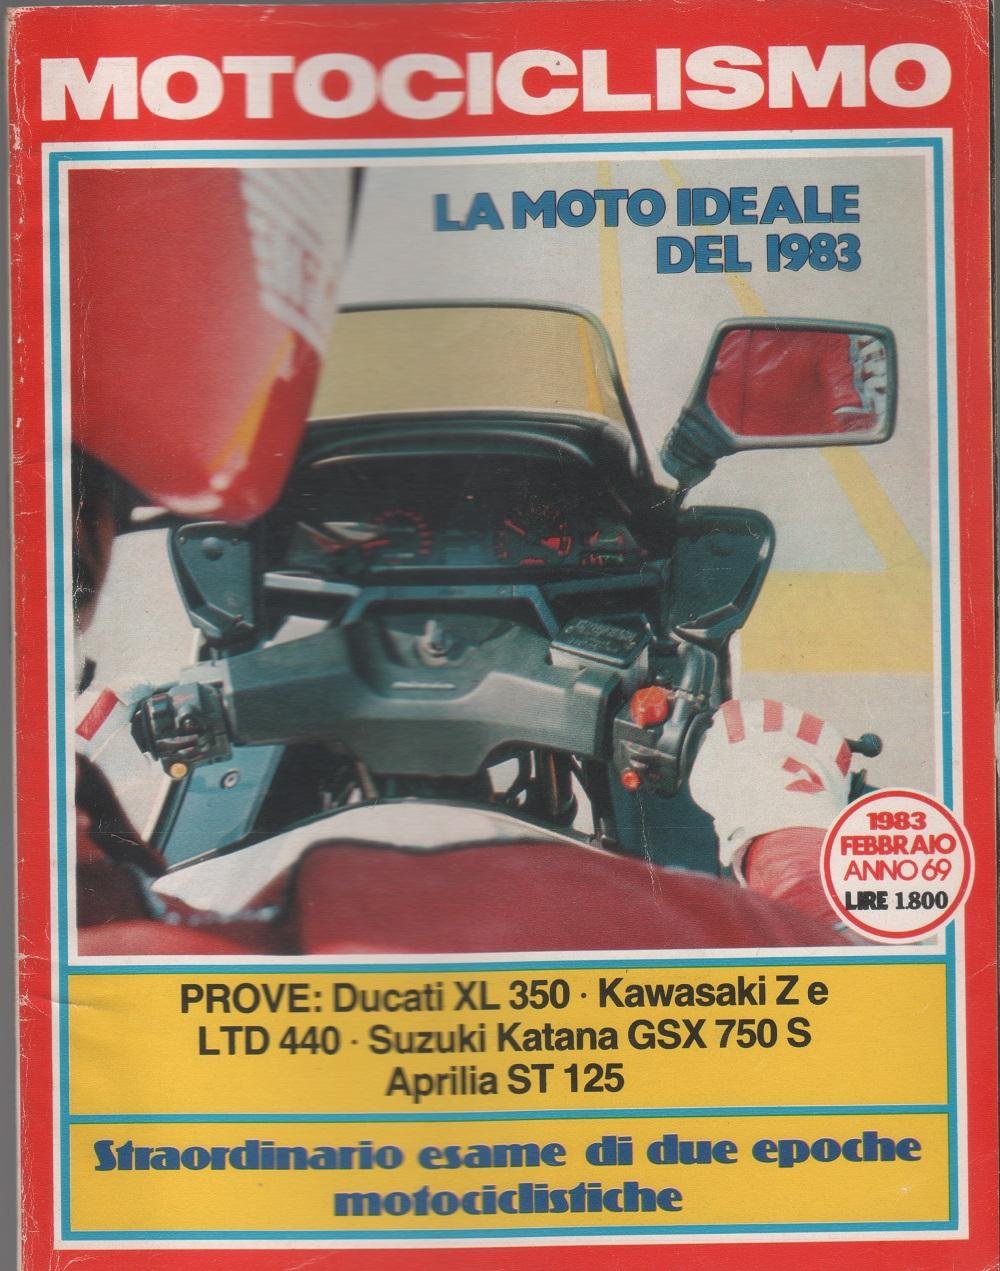 MOTOCICLISMO
LA MOTO IDEALE
DEL 1983
1983
FEBBRAIO
ANNO 69
LIRE 1.800
PROVE: Ducati XL 350 · Kawasaki Z e
LTD 440 · Suzuki Katana GSX 750 S
Aprilia ST 125
Straordinario esame di due epoche
motociclistiche